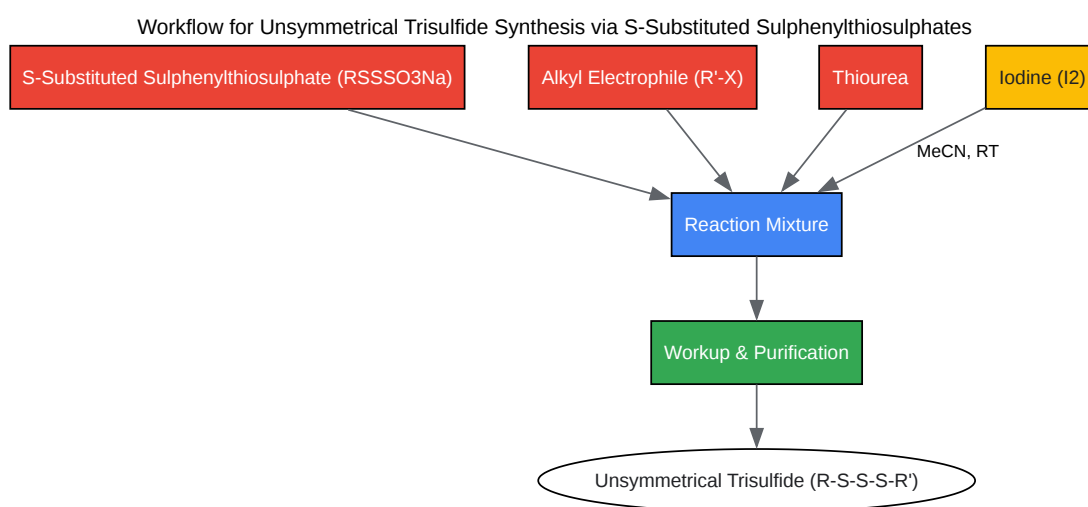 Workflow for Unsymmetrical Trisulfide Synthesis via S-Substituted Sulphenylthiosulphates
S-Substituted Sulphenylthiosulphate (RSSSO3Na)
Alkyl Electrophile (R'-X)
Thiourea
Iodine (I2)
MeCN, RT
Reaction Mixture
Workup & Purification
Unsymmetrical Trisulfide (R-S-S-S-R')